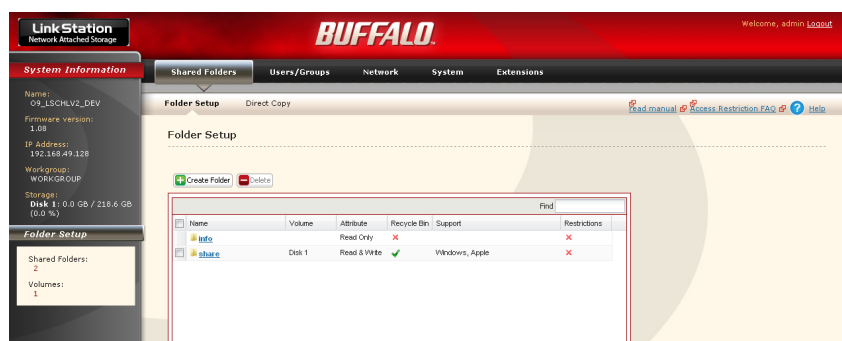 LinkStation
Network Attached Storage
BUFFALO
Welcome, admin Logout
System Information
Shared Folders Users/Groups Network System Extensions
Name:
O9_LSCHLV2_DEV
Firmware version:
1.08
IP Address:
192.168.49.128
Workgroup:
WORKGROUP
Storage:
Disk 1: 0.0 GB / 218.6 GB
(0.0 %)
Folder Setup
Shared Folders:
2
Volumes:
1
Folder Setup Direct Copy
read manual Access Restriction FAQ ? Help
Folder Setup
Create Folder Delete
Find
Name Volume Attribute Recycle Bin Support Restrictions
info Read Only
share Disk 1 Read & Write Windows, Apple